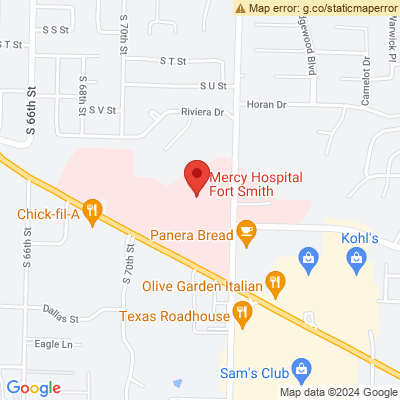 Map error: g.co/staticmaperror
S 70th St
S T St
S T St
S 66th St
S 68th St
S U St
S V St
Riviera Dr
Horan Dr
dgewood Blvd
Camelot Dr
Warwick Pl
Mercy Hospital
Fort Smith
Chick-fil-A
Panera Bread
Kohl's
S 66th St
S 70th St
Olive Garden Italian
Texas Roadhouse
Dallas St
Eagle Ln
Sam's Club
Google
Map data ©2024 Google